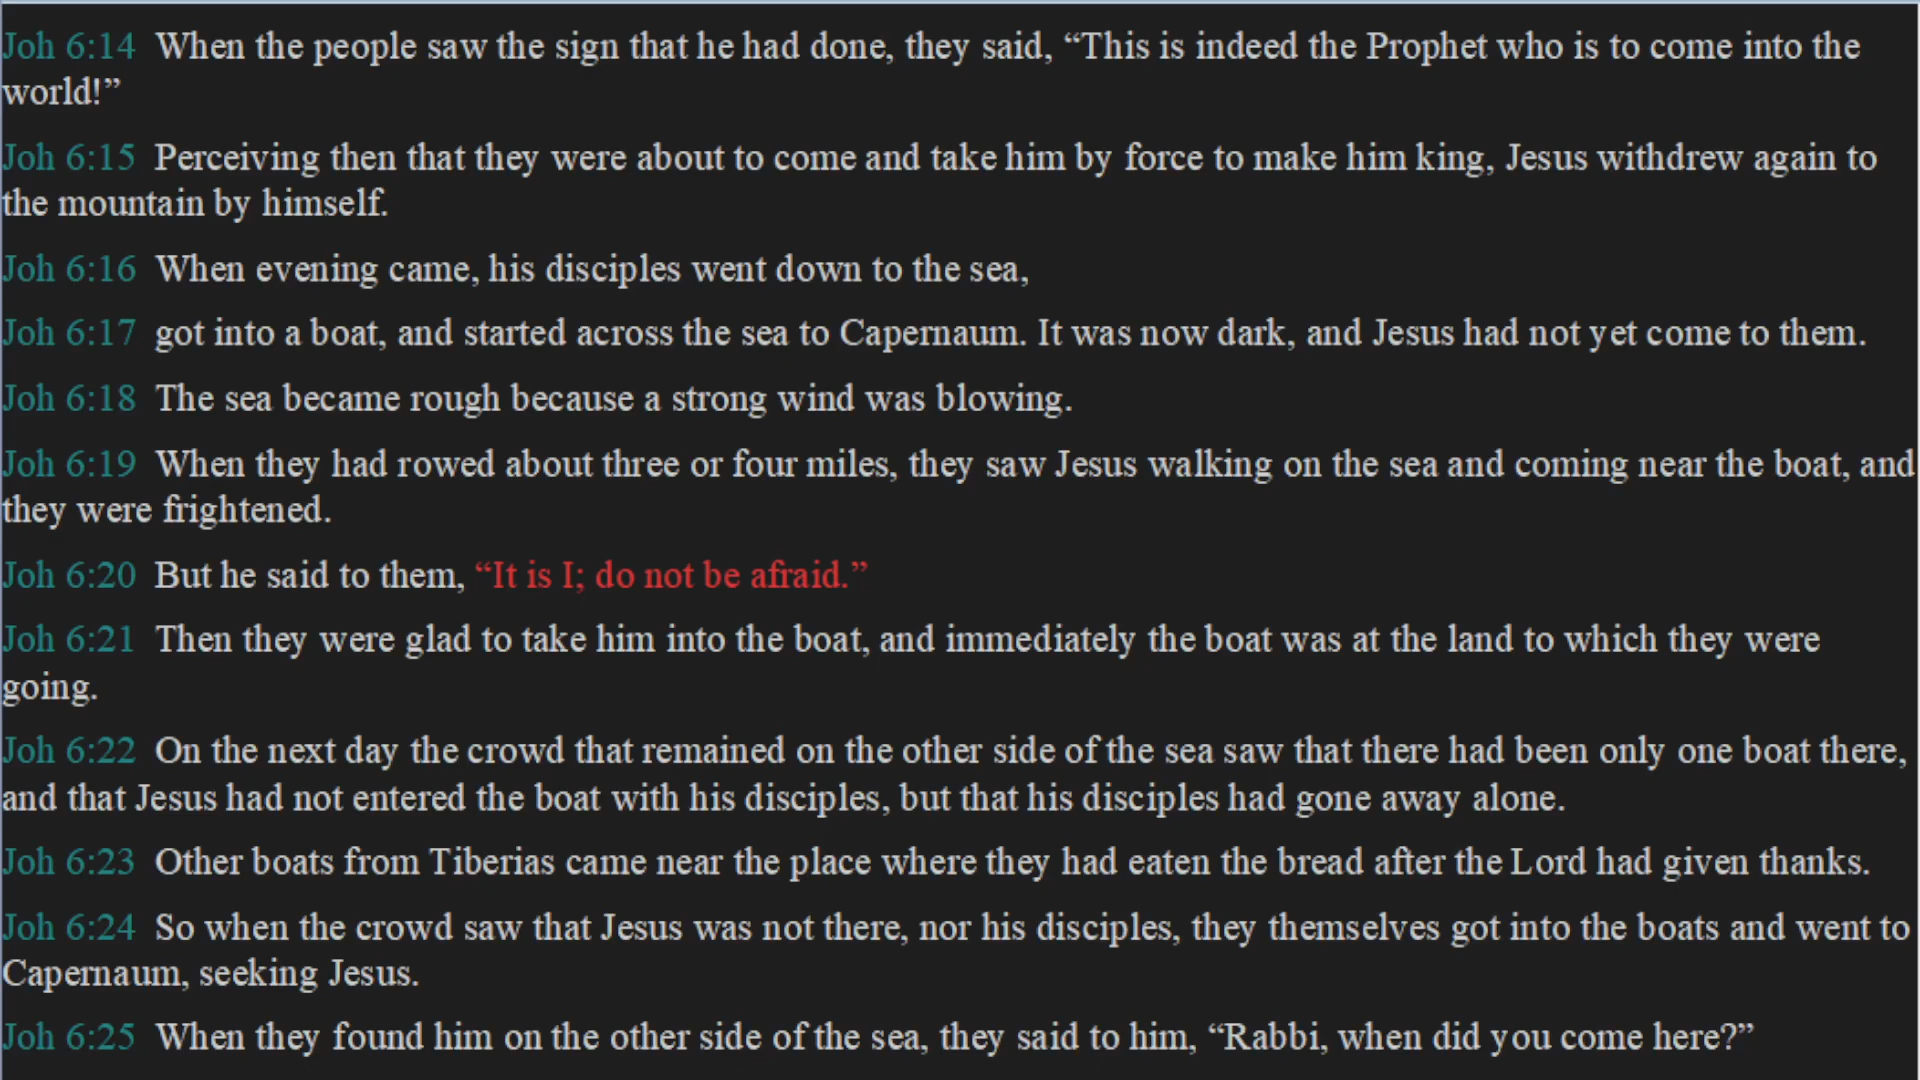 Joh 6:14 When the people saw the sign that he had done, they said, “This is indeed the Prophet who is to come into the
world!”
Joh 6:15 Perceiving then that they were about to come and take him by force to make him king, Jesus withdrew again to
the mountain by himself.
Joh 6:16 When evening came, his disciples went down to the sea,
Joh 6:17 got into a boat, and started across the sea to Capernaum. It was now dark, and Jesus had not yet come to them.
Joh 6:18 The sea became rough because a strong wind was blowing.
Joh 6:19 When they had rowed about three or four miles, they saw Jesus walking on the sea and coming near the boat, and
they were frightened.
Joh 6:20 But he said to them, “It is I; do not be afraid.”
Joh 6:21 Then they were glad to take him into the boat, and immediately the boat was at the land to which they were
going.
Joh 6:22 On the next day the crowd that remained on the other side of the sea saw that there had been only one boat there,
and that Jesus had not entered the boat with his disciples, but that his disciples had gone away alone.
Joh 6:23 Other boats from Tiberias came near the place where they had eaten the bread after the Lord had given thanks.
Joh 6:24 So when the crowd saw that Jesus was not there, nor his disciples, they themselves got into the boats and went to
Capernaum, seeking Jesus.
Joh 6:25 When they found him on the other side of the sea, they said to him, “Rabbi, when did you come here?”